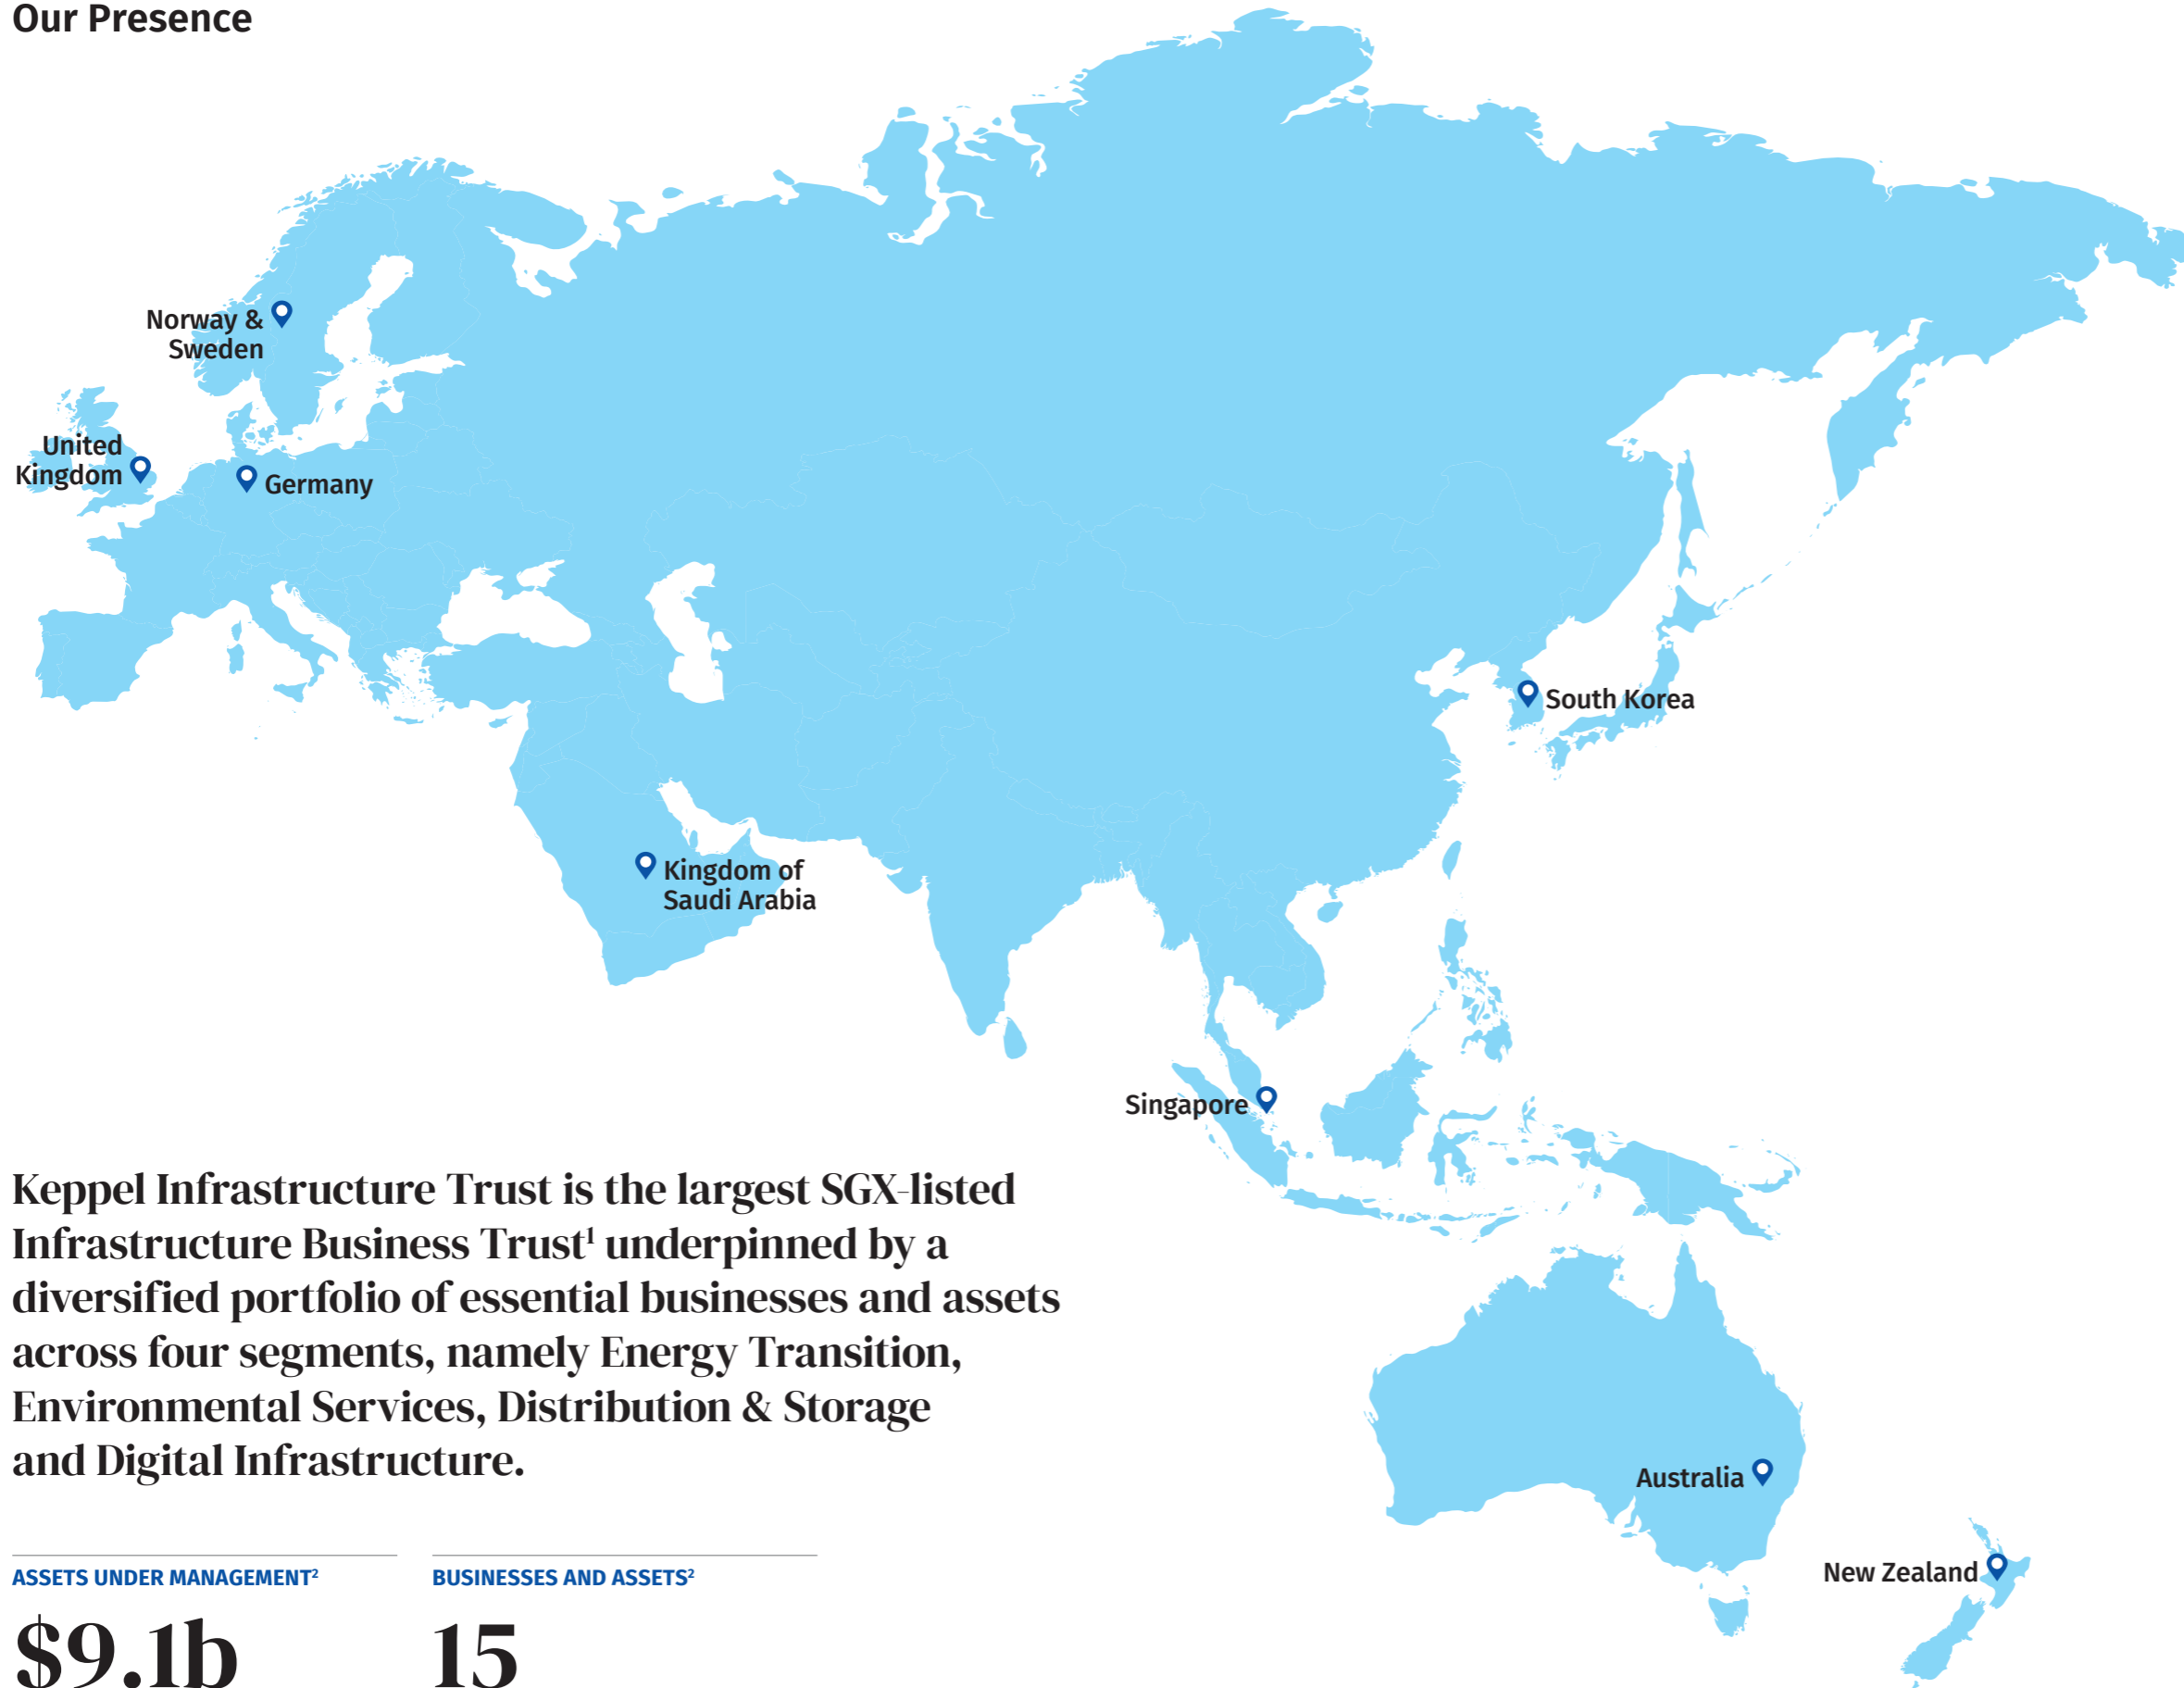 Our Presence
Norway &
Sweden
United
Kingdom
Germany
South Korea
Kingdom of
Saudi Arabia
Singapore
Keppel Infrastructure Trust is the largest SGX-listed
Infrastructure Business Trust¹ underpinned by a
diversified portfolio of essential businesses and assets
across four segments, namely Energy Transition,
Environmental Services, Distribution & Storage
and Digital Infrastructure.
Australia
New Zealand
ASSETS UNDER MANAGEMENT²
$9.1b
BUSINESSES AND ASSETS²
15